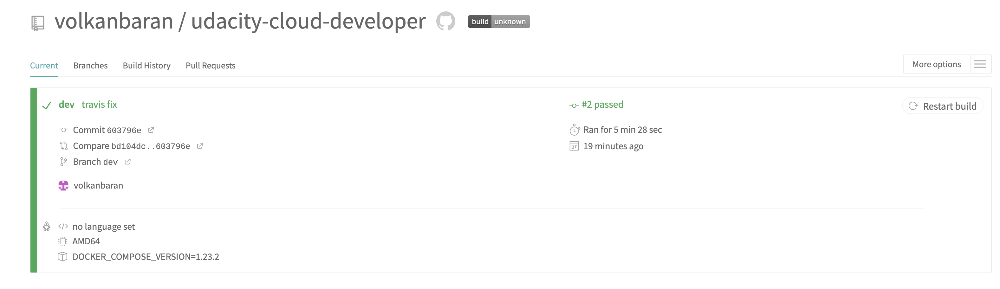 volkanbaran / udacity-cloud-developer build unknown
Current Branches Build History Pull Requests More options
dev travis fix
#2 passed
Restart build
Commit 603796e
Compare bd104dc..603796e
Branch dev
Ran for 5 min 28 sec
27 19 minutes ago
volkanbaran
</> no language set
AMD64
DOCKER_COMPOSE_VERSION=1.23.2